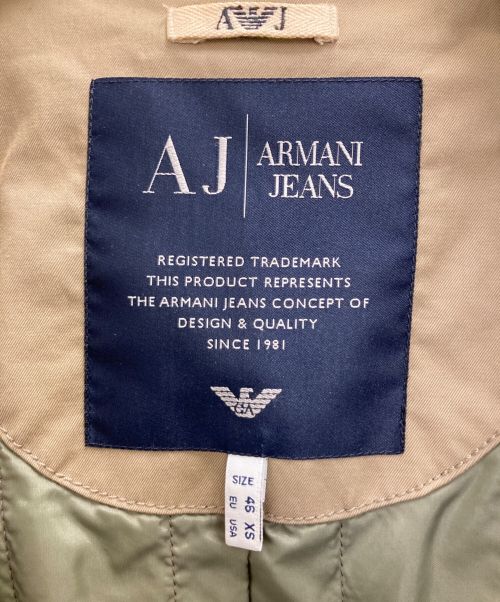 A J
AJ
ARMANI
JEANS
REGISTERED TRADEMARK
THIS PRODUCT REPRESENTS
THE ARMANI JEANS CONCEPT OF
DESIGN & QUALITY
SINCE 1981
GA
SIZE 46 XS
EU USA